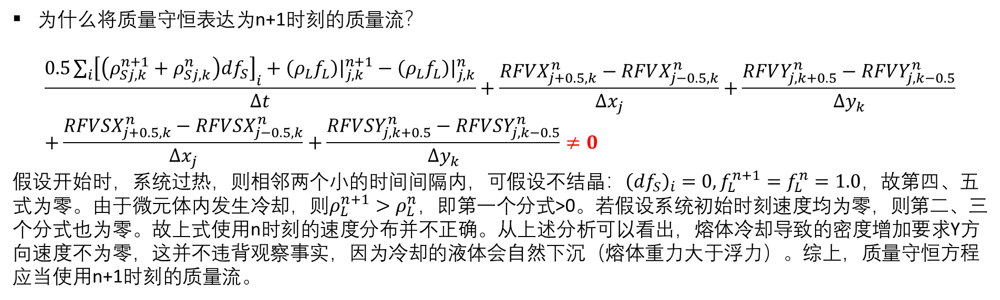 ▪ 为什么将质量守恒表达为n+1时刻的质量流？
\frac{0.5\sum_i[(\rho_{Sj,k}^{n+1}+\rho_{Sj,k}^{n})df_S]_i+(\rho_Lf_L)|_{j,k}^{n+1}-(\rho_Lf_L)|_{j,k}^{n}}{\Delta t}+\frac{RFVX_{j+0.5,k}^{n}-RFVX_{j-0.5,k}^{n}}{\Delta x_j}+\frac{RFVY_{j,k+0.5}^{n}-RFVY_{j,k-0.5}^{n}}{\Delta y_k}
+\frac{RFVSX_{j+0.5,k}^{n}-RFVSX_{j-0.5,k}^{n}}{\Delta x_j}+\frac{RFVSY_{j,k+0.5}^{n}-RFVSY_{j,k-0.5}^{n}}{\Delta y_k}\neq 0
假设开始时，系统过热，则相邻两个小的时间间隔内，可假设不结晶：(df_S)_i=0,f_L^{n+1}=f_L^n=1.0，故第四、五
式为零。由于微元体内发生冷却，则\rho_L^{n+1}>\rho_L^n，即第一个分式>0。若假设系统初始时刻速度均为零，则第二、三
个分式也为零。故上式使用n时刻的速度分布并不正确。从上述分析可以看出，熔体冷却导致的密度增加要求Y方
向速度不为零，这并不违背观察事实，因为冷却的液体会自然下沉（熔体重力大于浮力）。综上，质量守恒方程
应当使用n+1时刻的质量流。